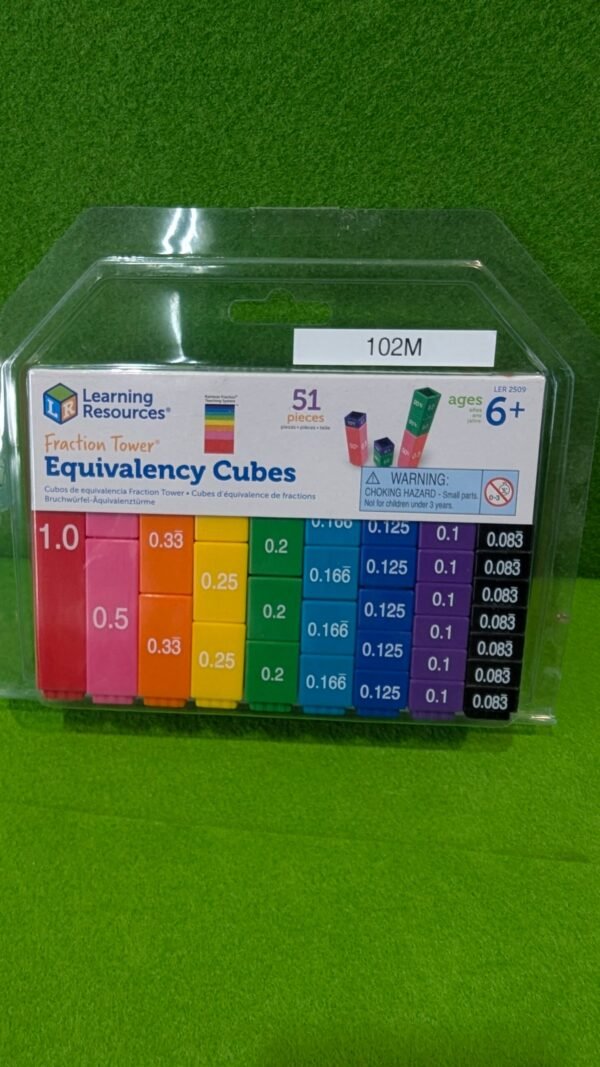 102M
Learning
Resources®
51
pieces
LER 2509
ages
6+
Fraction Tower®
Equivalency Cubes
Cubos de equivalencia Fraction Tower • Cubes d'équivalence de fractions
Bruchwürfel-Äquivalenztürme
WARNING:
CHOKING HAZARD - Small parts.
Not for children under 3 years.
0-3
1.0
0.33̅
0.2
0.125
0.1
0.083̅
0.5
0.25
0.166̅
0.125
0.1
0.083̅
0.33̅
0.2
0.166̅
0.125
0.1
0.083̅
0.25
0.2
0.166̅
0.125
0.1
0.083̅
0.125
0.1
0.083̅
0.1
0.083̅
0.083̅